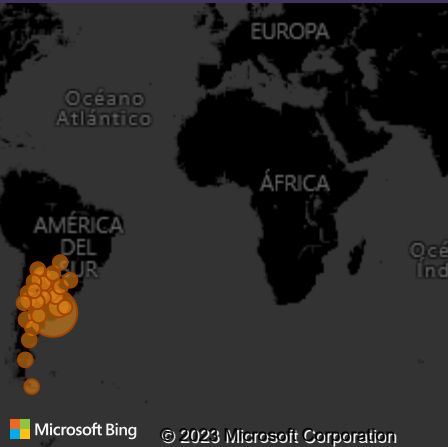 EUROPA
Océano
Atlántico
ÁFRICA
AMÉRICA
DEL
SUR
Océ
Ind
Microsoft Bing
© 2023 Microsoft Corporation